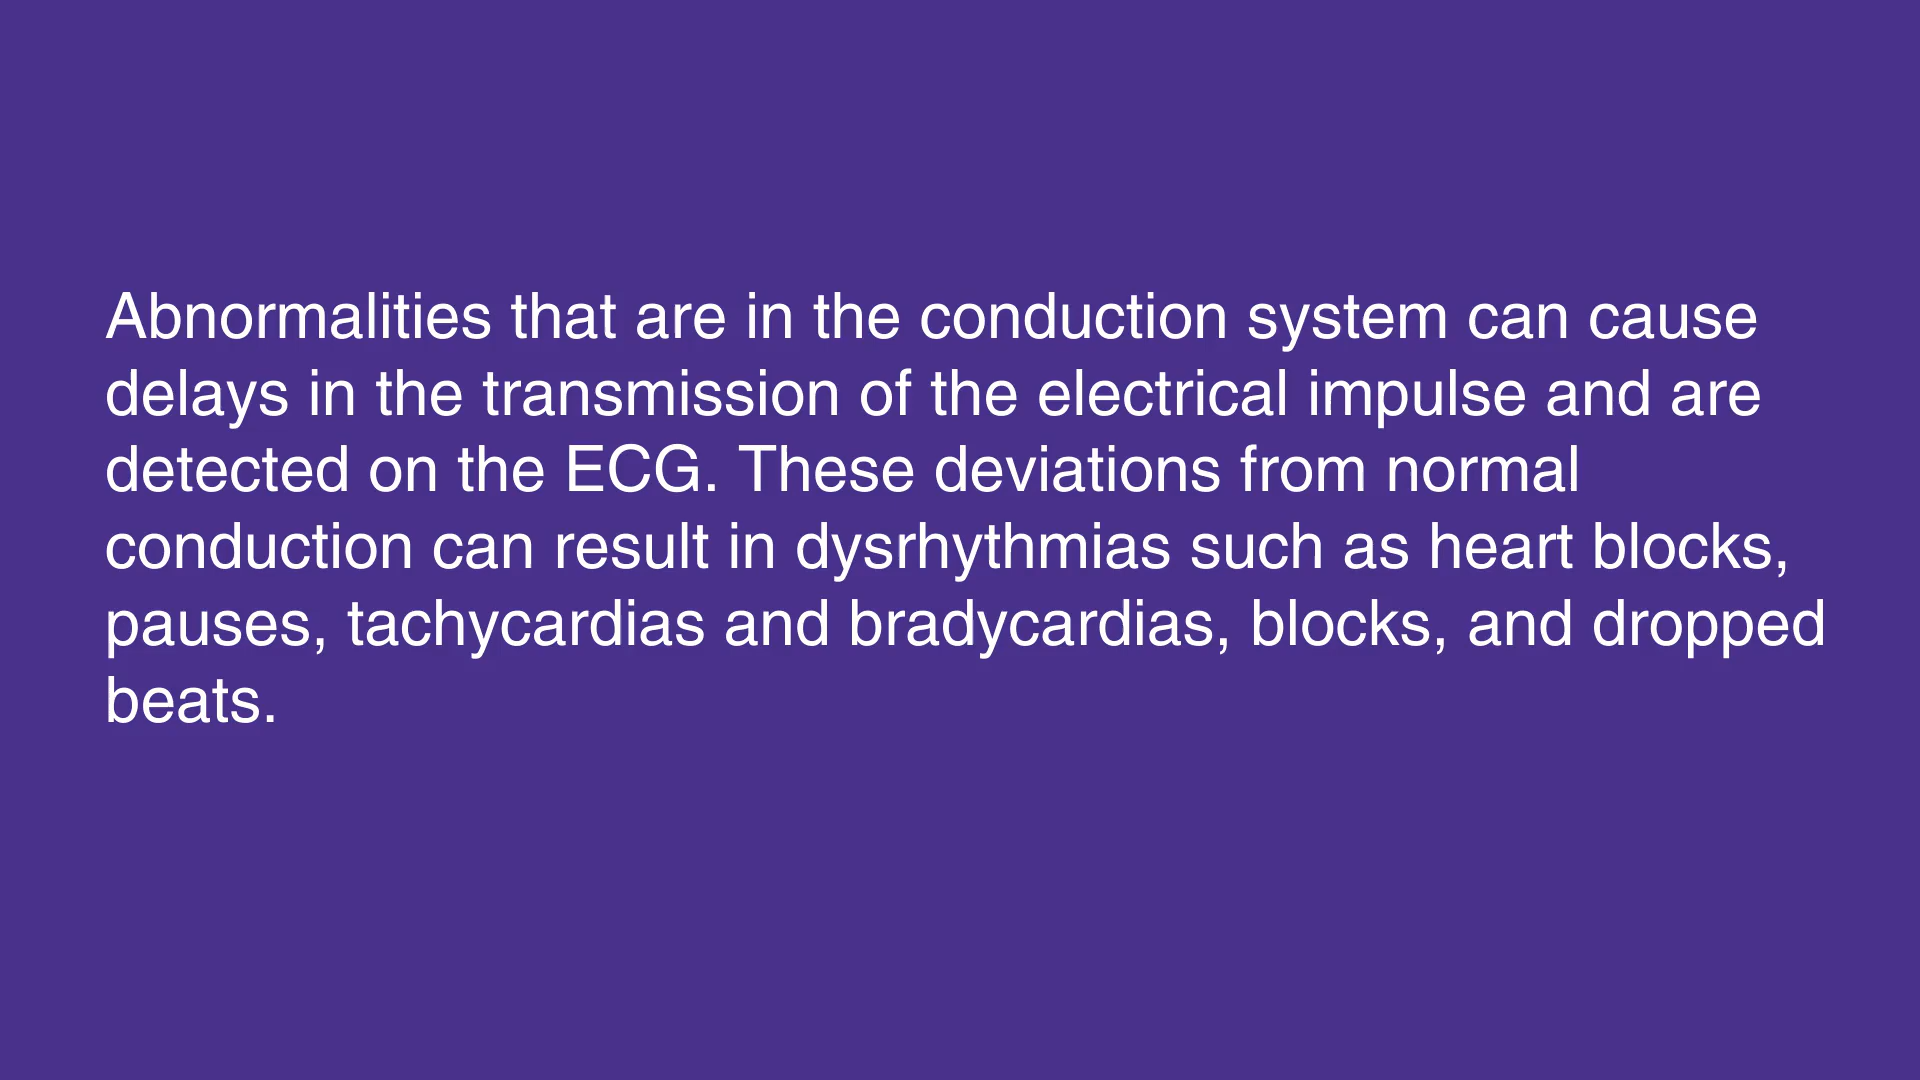 Abnormalities that are in the conduction system can cause
delays in the transmission of the electrical impulse and are
detected on the ECG. These deviations from normal
conduction can result in dysrhythmias such as heart blocks,
pauses, tachycardias and bradycardias, blocks, and dropped
beats.